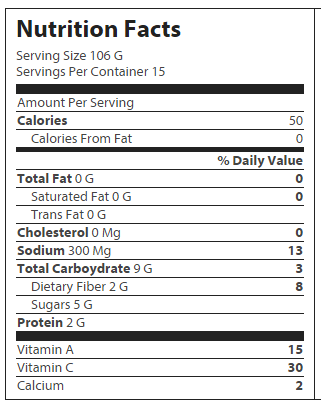 Nutrition Facts
Serving Size 106 G
Servings Per Container 15
Amount Per Serving
Calories 50
Calories From Fat 0
% Daily Value
Total Fat 0 G 0
Saturated Fat 0 G 0
Trans Fat 0 G
Cholesterol 0 Mg 0
Sodium 300 Mg 13
Total Carboydrate 9 G 3
Dietary Fiber 2 G 8
Sugars 5 G
Protein 2 G
Vitamin A 15
Vitamin C 30
Calcium 2